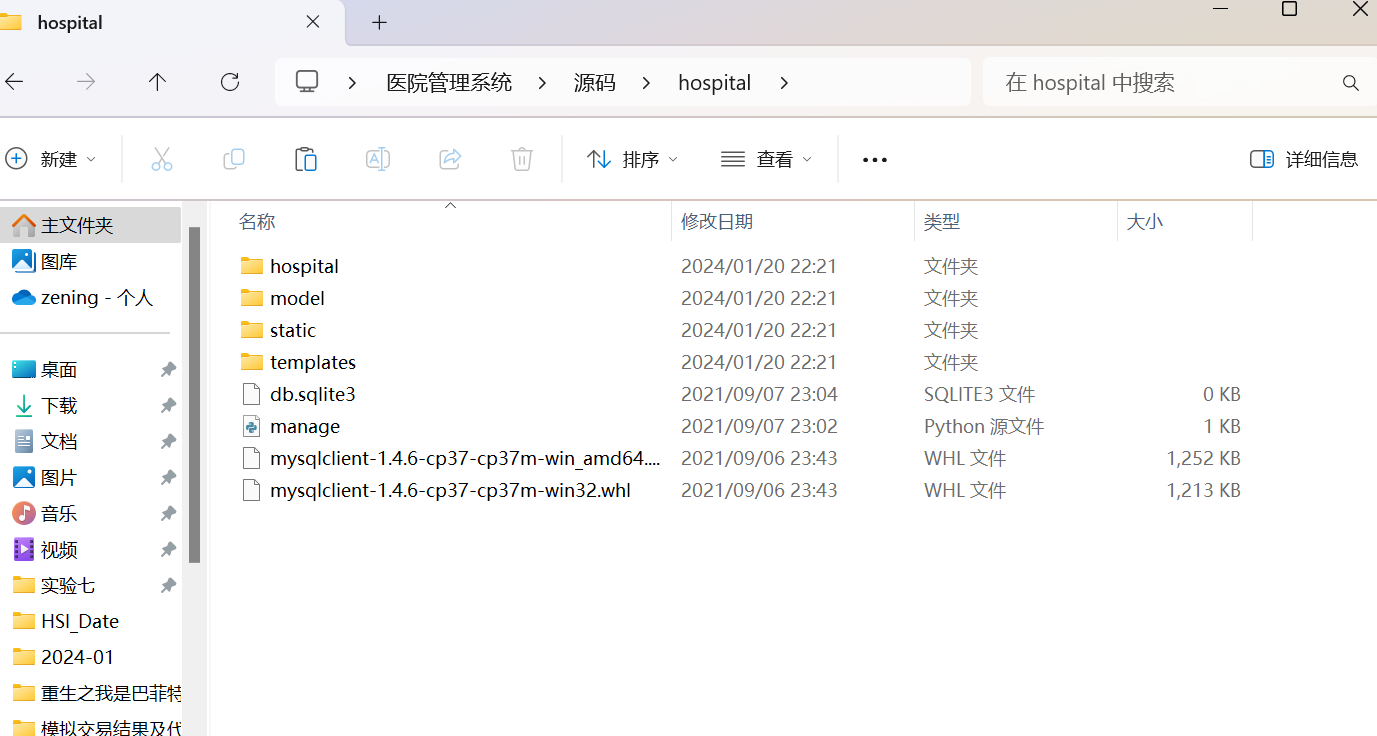 hospital
医院管理系统 源码 hospital 在 hospital 中搜索
新建 排序 查看 详细信息
主文件夹
图库
zening - 个人
桌面
下载
文档
图片
音乐
视频
实验七
HSI_Date
2024-01
重生之我是巴菲特
模拟交易结果及代
名称 修改日期 类型 大小
hospital 2024/01/20 22:21 文件夹
model 2024/01/20 22:21 文件夹
static 2024/01/20 22:21 文件夹
templates 2024/01/20 22:21 文件夹
db.sqlite3 2021/09/07 23:04 SQLITE3 文件 0 KB
manage 2021/09/07 23:02 Python 源文件 1 KB
mysqlclient-1.4.6-cp37-cp37m-win_amd64.... 2021/09/06 23:43 WHL 文件 1,252 KB
mysqlclient-1.4.6-cp37-cp37m-win32.whl 2021/09/06 23:43 WHL 文件 1,213 KB